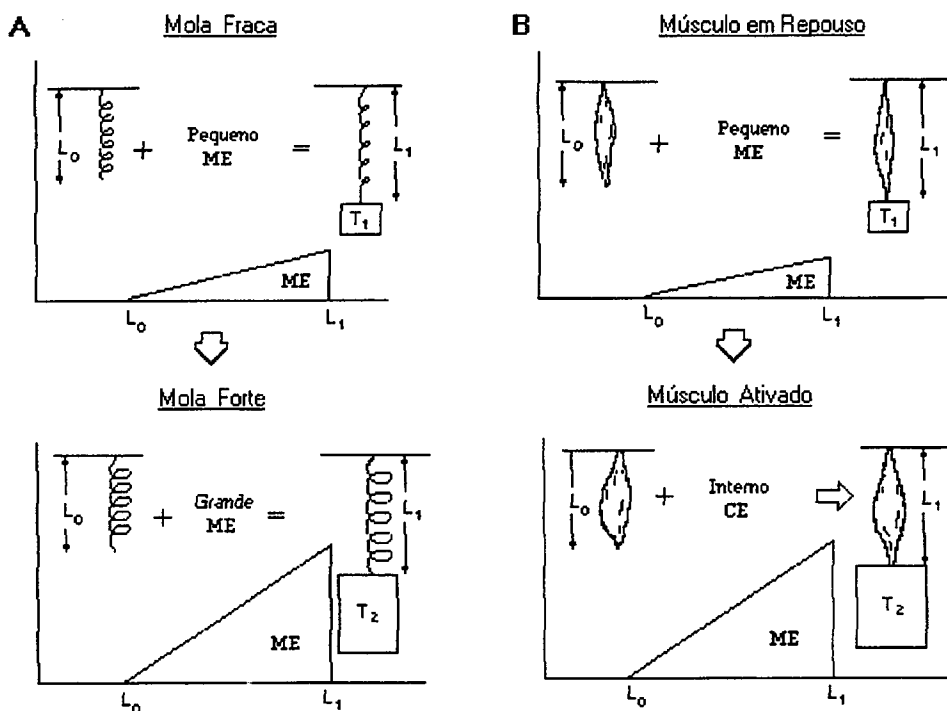 A
Mola Fraca
L₀
+
Pequeno
ME
=
L₁
T₁
ME
L₀
L₁
Mola Forte
L₀
+
Grande
ME
=
L₁
T₂
ME
L₀
L₁
B
Músculo em Repouso
L₀
+
Pequeno
ME
=
L₁
T₁
ME
L₀
L₁
Músculo Ativado
L₀
+
Interno
CE
L₁
T₂
ME
L₀
L₁